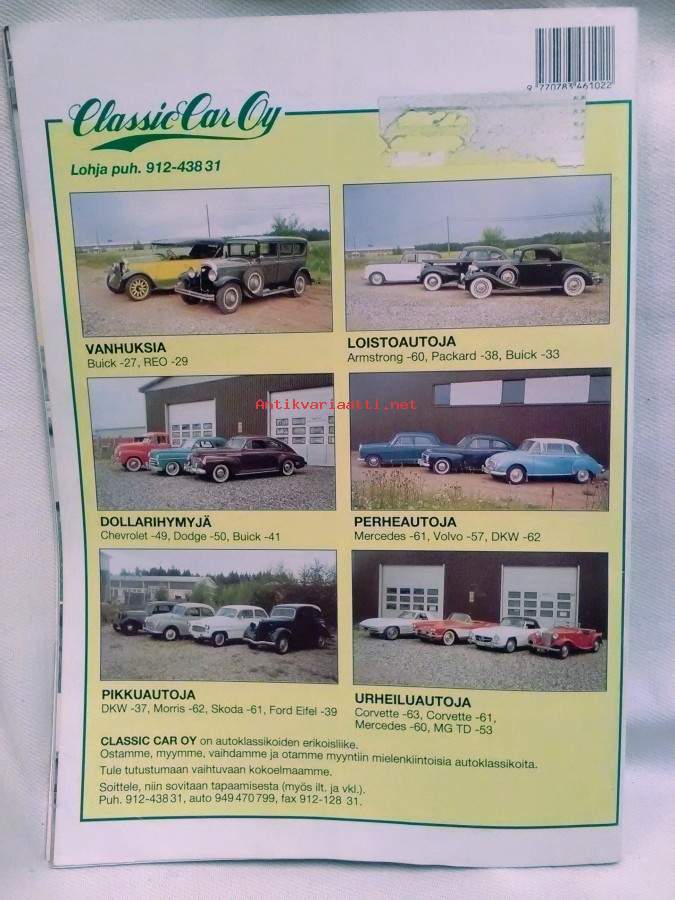 9 770783 461022
Classic Car Oy
Lohja puh. 912-438 31
VANHUKSIA
Buick -27, REO -29
LOISTOAUTOJA
Armstrong -60, Packard -38, Buick -33
Antikvariaatti.net
DOLLARIHYMYJÄ
Chevrolet -49, Dodge -50, Buick -41
PERHEAUTOJA
Mercedes -61, Volvo -57, DKW -62
PIKKUAUTOJA
DKW -37, Morris -62, Skoda -61, Ford Eifel -39
URHEILUAUTOJA
Corvette -63, Corvette -61,
Mercedes -60, MG TD -53
CLASSIC CAR OY on autoklassikoiden erikoisliike.
Ostamme, myymme, vaihdamme ja otamme myyntiin mielenkiintoisia autoklassikoita.
Tule tutustumaan vaihtuvaan kokoelmaamme.
Soittele, niin sovitaan tapaamisesta (myös ilt. ja vkl.).
Puh. 912-438 31, auto 949 470 799, fax 912-128 31.